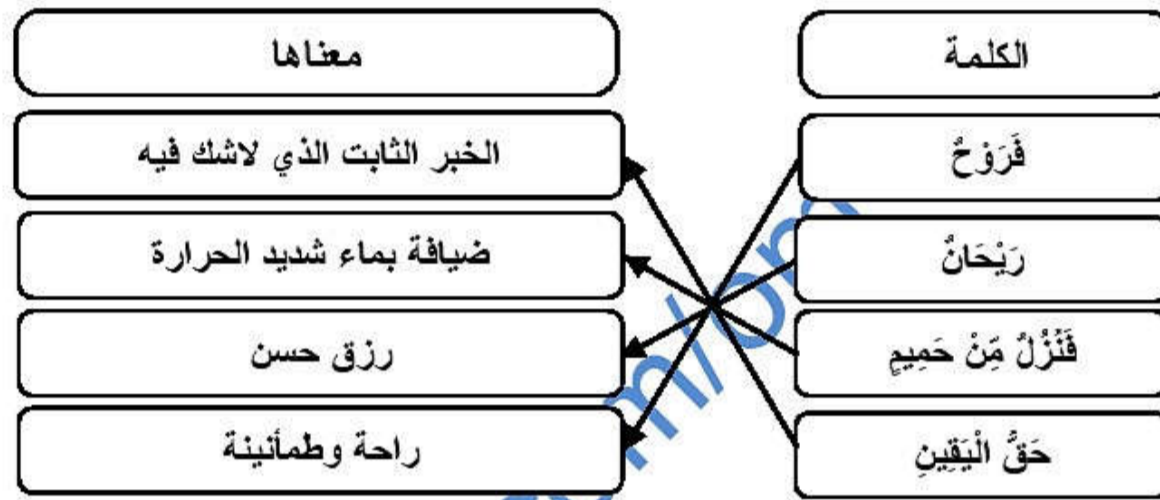 الكلمة
معناها
فَرَوْحٌ
الخبر الثابت الذي لاشك فيه
رَيْحَانٌ
ضيافة بماء شديد الحرارة
فَنُزُلٌ مِّنْ حَمِيمٍ
رزق حسن
حَقُّ الْيَقِينِ
راحة وطمأنينة